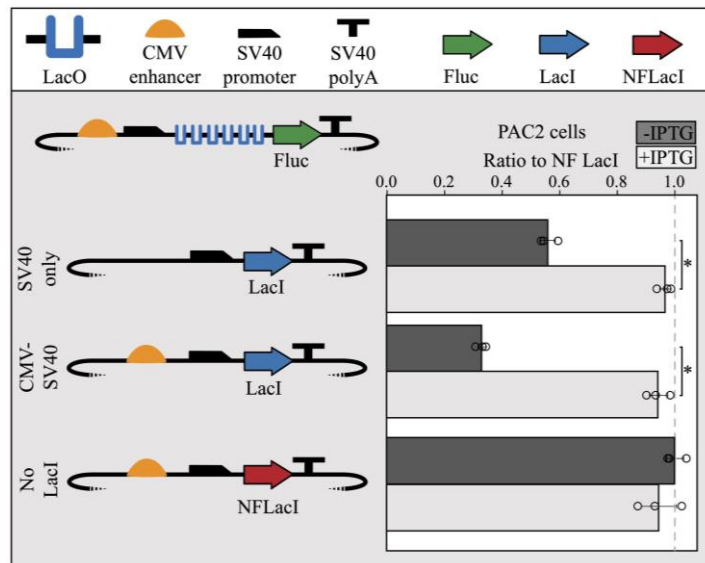 LacO
CMV
enhancer
SV40
promoter
SV40
polyA
Fluc
LacI
NFLacI
Fluc
PAC2 cells
-IPTG
+IPTG
Ratio to NF LacI
0.0 0.2 0.4 0.6 0.8 1.0
SV40
only
LacI
*
CMV-
SV40
LacI
*
No
LacI
NFLacI